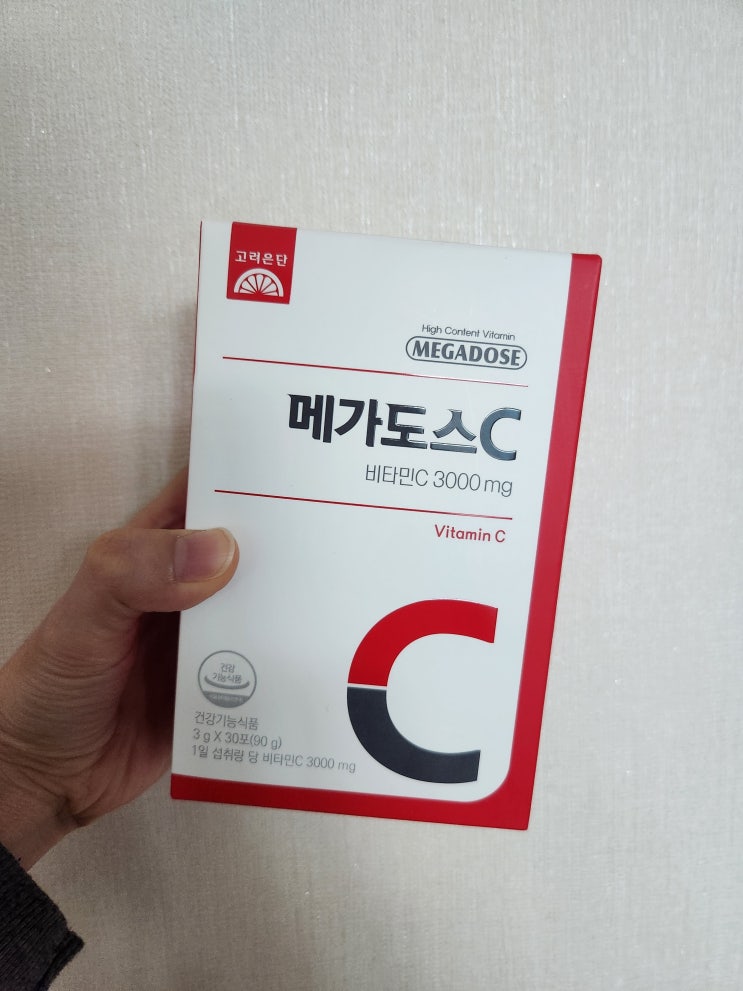 고려은단
High Content Vitamin
MEGADOSE
메가도스C
비타민C 3000 mg
Vitamin C
C
건강
기능식품
건강기능식품
3 g X 30포(90 g)
1일 섭취량 당 비타민C 3000 mg